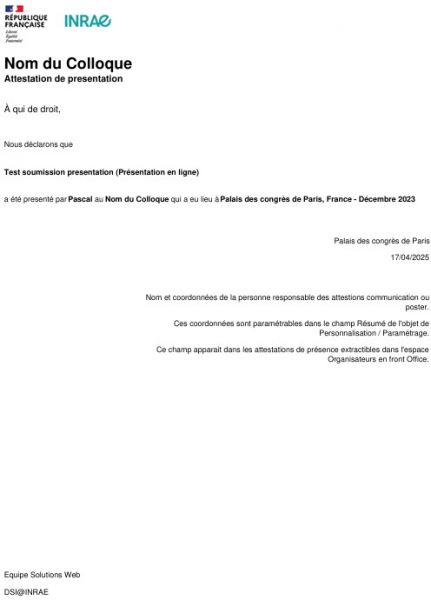 RÉPUBLIQUE
FRANÇAISE
Liberté
Égalité
Fraternité
INRAE
Nom du Colloque
Attestation de presentation
À qui de droit,
Nous déclarons que
Test soumission presentation (Présentation en ligne)
a été presenté par Pascal au Nom du Colloque qui a eu lieu à Palais des congrès de Paris, France - Décembre 2023
Palais des congrès de Paris
17/04/2025
Nom et coordonnées de la personne responsable des attestions communication ou
poster.
Ces coordonnées sont paramétrables dans le champ Résumé de l'objet de
Personnalisation / Paramétrage.
Ce champ apparait dans les attestations de présence extractibles dans l'espace
Organisateurs en front Office.
Equipe Solutions Web
DSI@INRAE